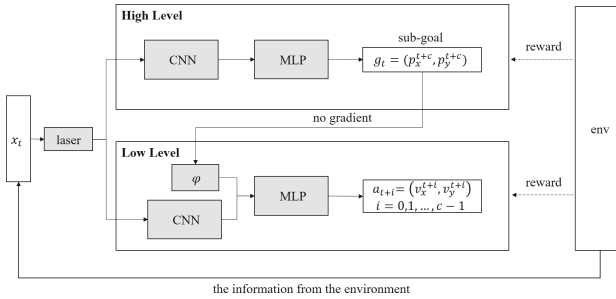 High Level
sub-goal
CNN
MLP
g_t = (p_x^{t+c}, p_y^{t+c})
reward
no gradient
env
x_t
laser
Low Level
φ
CNN
MLP
a_{t+i}= (v_x^{t+i}, v_y^{t+i})
i = 0,1, ..., c − 1
reward
the information from the environment